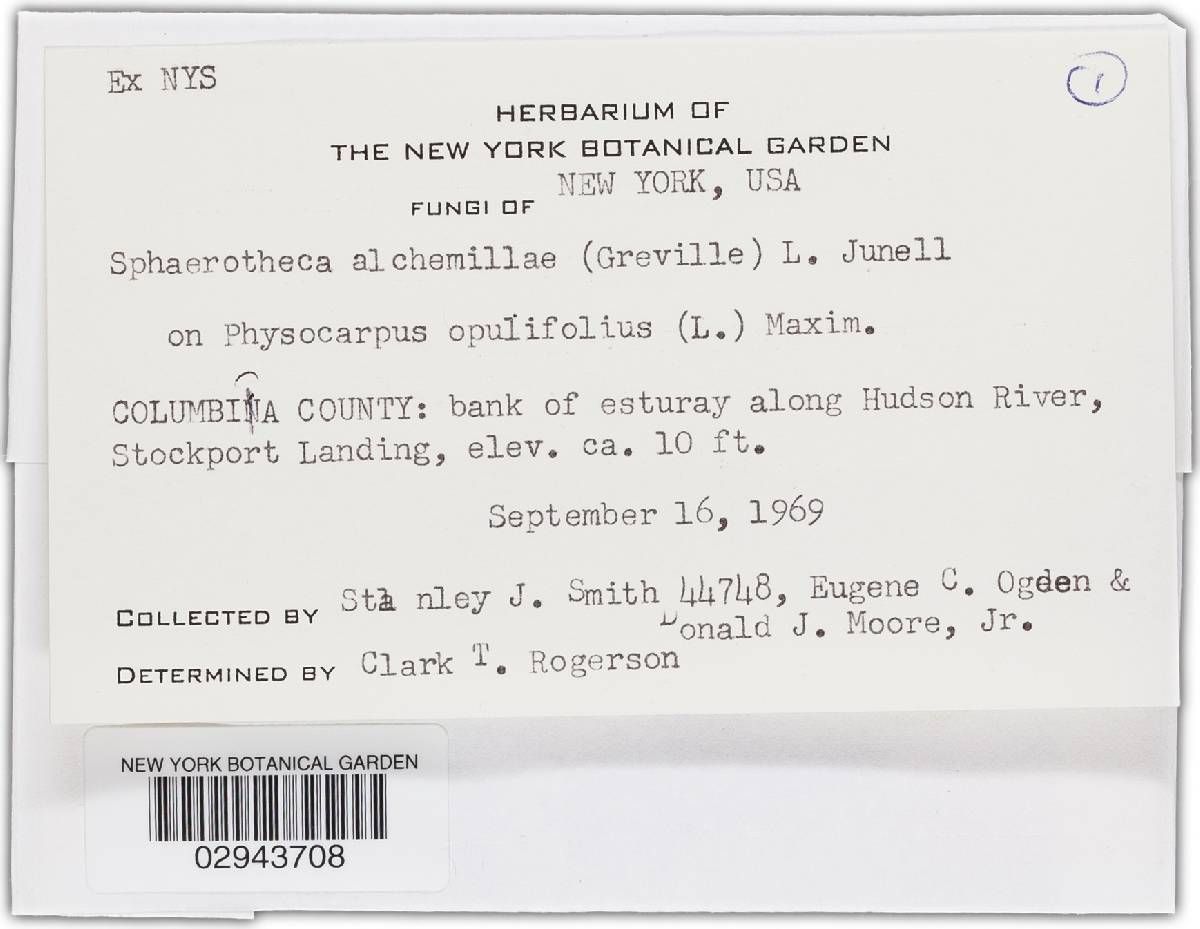 Ex NYS
1
HERBARIUM OF
THE NEW YORK BOTANICAL GARDEN
FUNGI OF NEW YORK, USA
Sphaerotheca alchemillae (Greville) L. Junell
on Physocarpus opulifolius (L.) Maxim.
COLUMBIA COUNTY: bank of esturay along Hudson River,
Stockport Landing, elev. ca. 10 ft.
September 16, 1969
COLLECTED BY Sta nley J. Smith 44748, Eugene C. Ogden &
Donald J. Moore, Jr.
DETERMINED BY Clark T. Rogerson
NEW YORK BOTANICAL GARDEN
02943708